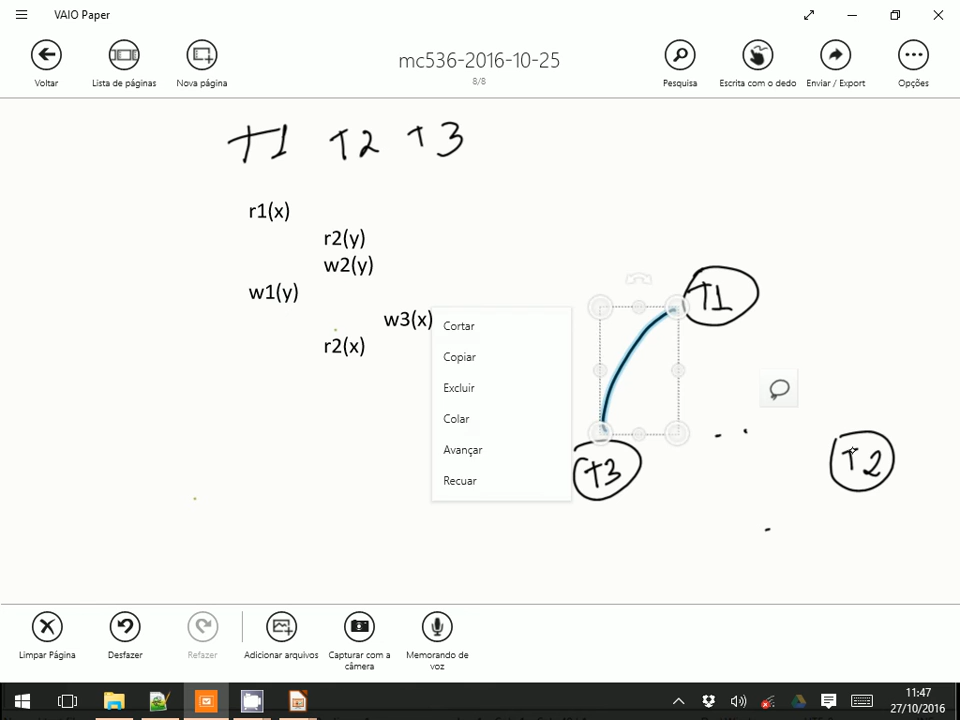 VAIO Paper
Voltar
Lista de páginas
Nova página
mc536-2016-10-25
8/8
Pesquisa
Escrita com o dedo
Enviar / Export
Opções
T1 T2 T3
r1(x)
r2(y)
w2(y)
w1(y)
w3(x)
r2(x)
Cortar
Copiar
Excluir
Colar
Avançar
Recuar
T1
T3
T2
Limpar Página
Desfazer
Refazer
Adicionar arquivos
Capturar com a
câmera
Memorando de
voz
11:47
27/10/2016